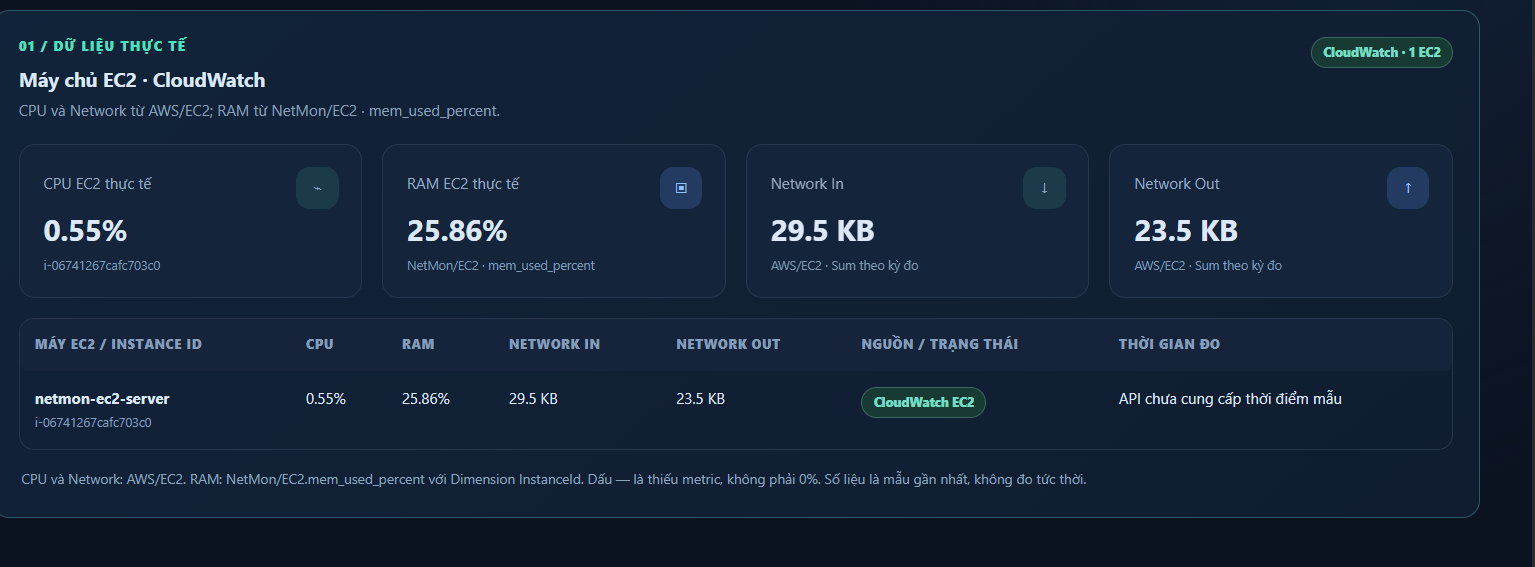 01 / DỮ LIỆU THỰC TẾ
CloudWatch · 1 EC2
Máy chủ EC2 · CloudWatch
CPU và Network từ AWS/EC2; RAM từ NetMon/EC2 · mem_used_percent.
CPU EC2 thực tế
0.55%
i-06741267cafc703c0
RAM EC2 thực tế
25.86%
NetMon/EC2 · mem_used_percent
Network In
↓
29.5 KB
AWS/EC2 · Sum theo kỳ đo
Network Out
↑
23.5 KB
AWS/EC2 · Sum theo kỳ đo
MÁY EC2 / INSTANCE ID CPU RAM NETWORK IN NETWORK OUT NGUỒN / TRẠNG THÁI THỜI GIAN ĐO
netmon-ec2-server 0.55% 25.86% 29.5 KB 23.5 KB CloudWatch EC2 API chưa cung cấp thời điểm mẫu
i-06741267cafc703c0
CPU và Network: AWS/EC2. RAM: NetMon/EC2.mem_used_percent với Dimension InstanceId. Dấu — là thiếu metric, không phải 0%. Số liệu là mẫu gần nhất, không đo tức thời.